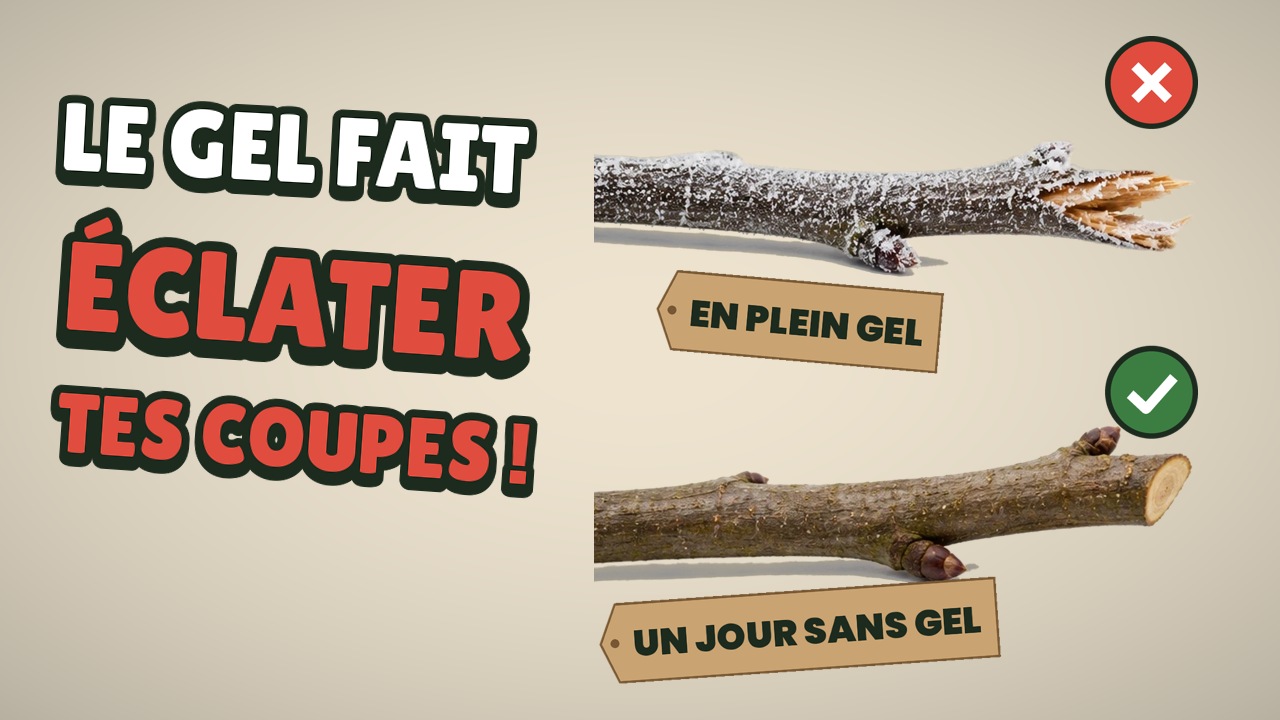 LE GEL FAIT
ÉCLATER
TES COUPES !
EN PLEIN GEL
UN JOUR SANS GEL